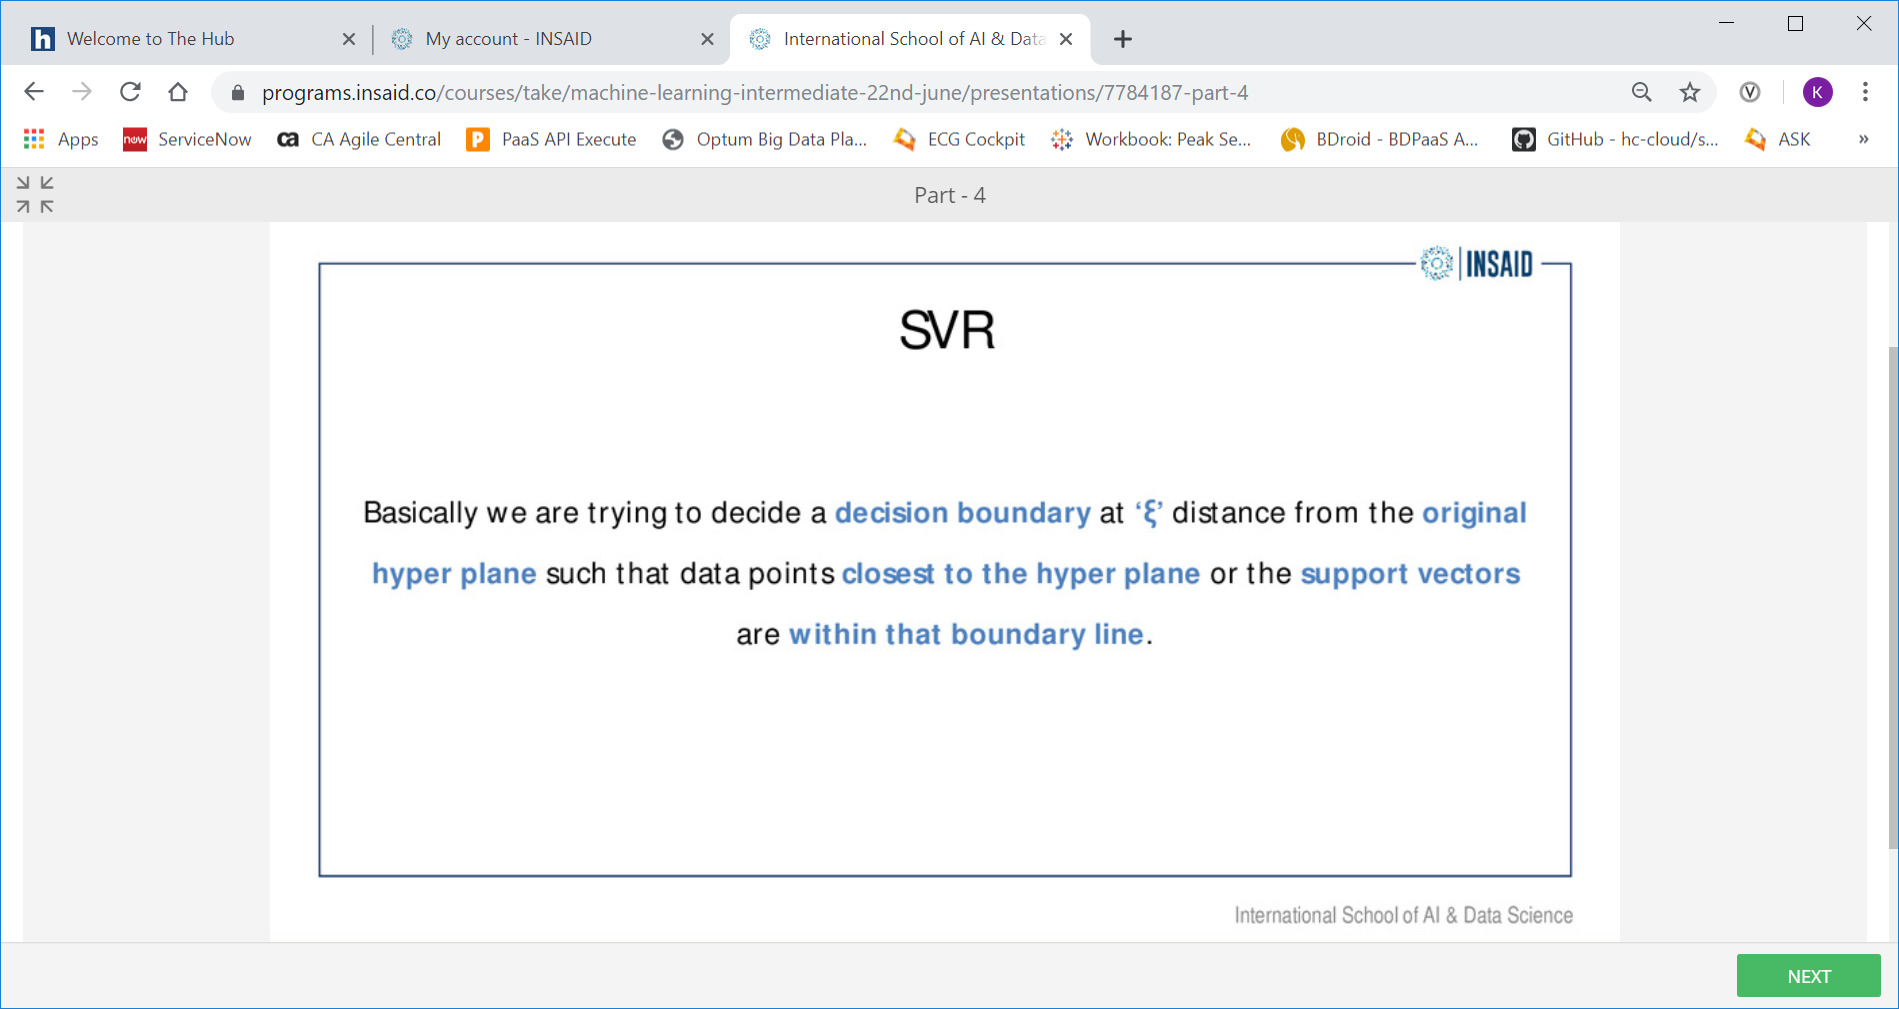 Welcome to The Hub
My account - INSAID
International School of AI & Data
programs.insaid.co/courses/take/machine-learning-intermediate-22nd-june/presentations/7784187-part-4
K
Apps
now ServiceNow
ca CA Agile Central
P PaaS API Execute
Optum Big Data Pla...
ECG Cockpit
Workbook: Peak Se...
BDroid - BDPaaS A...
GitHub - hc-cloud/s...
ASK
»
Part - 4
INSAID
SVR
Basically we are trying to decide a decision boundary at ‘ξ’ distance from the original
hyper plane such that data points closest to the hyper plane or the support vectors
are within that boundary line.
International School of AI & Data Science
NEXT